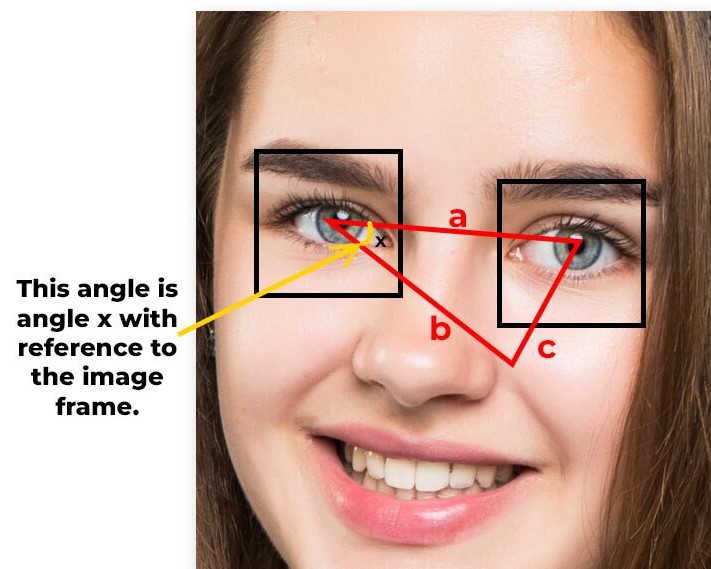 a
x
This angle is
angle x with
reference to
the image
frame.
b
c